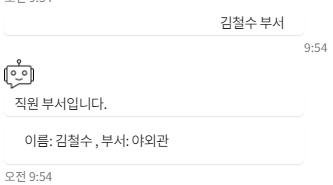 오전 9:54
김철수 부서
9:54
직원 부서입니다.
이름: 김철수 , 부서: 야외관
오전 9:54